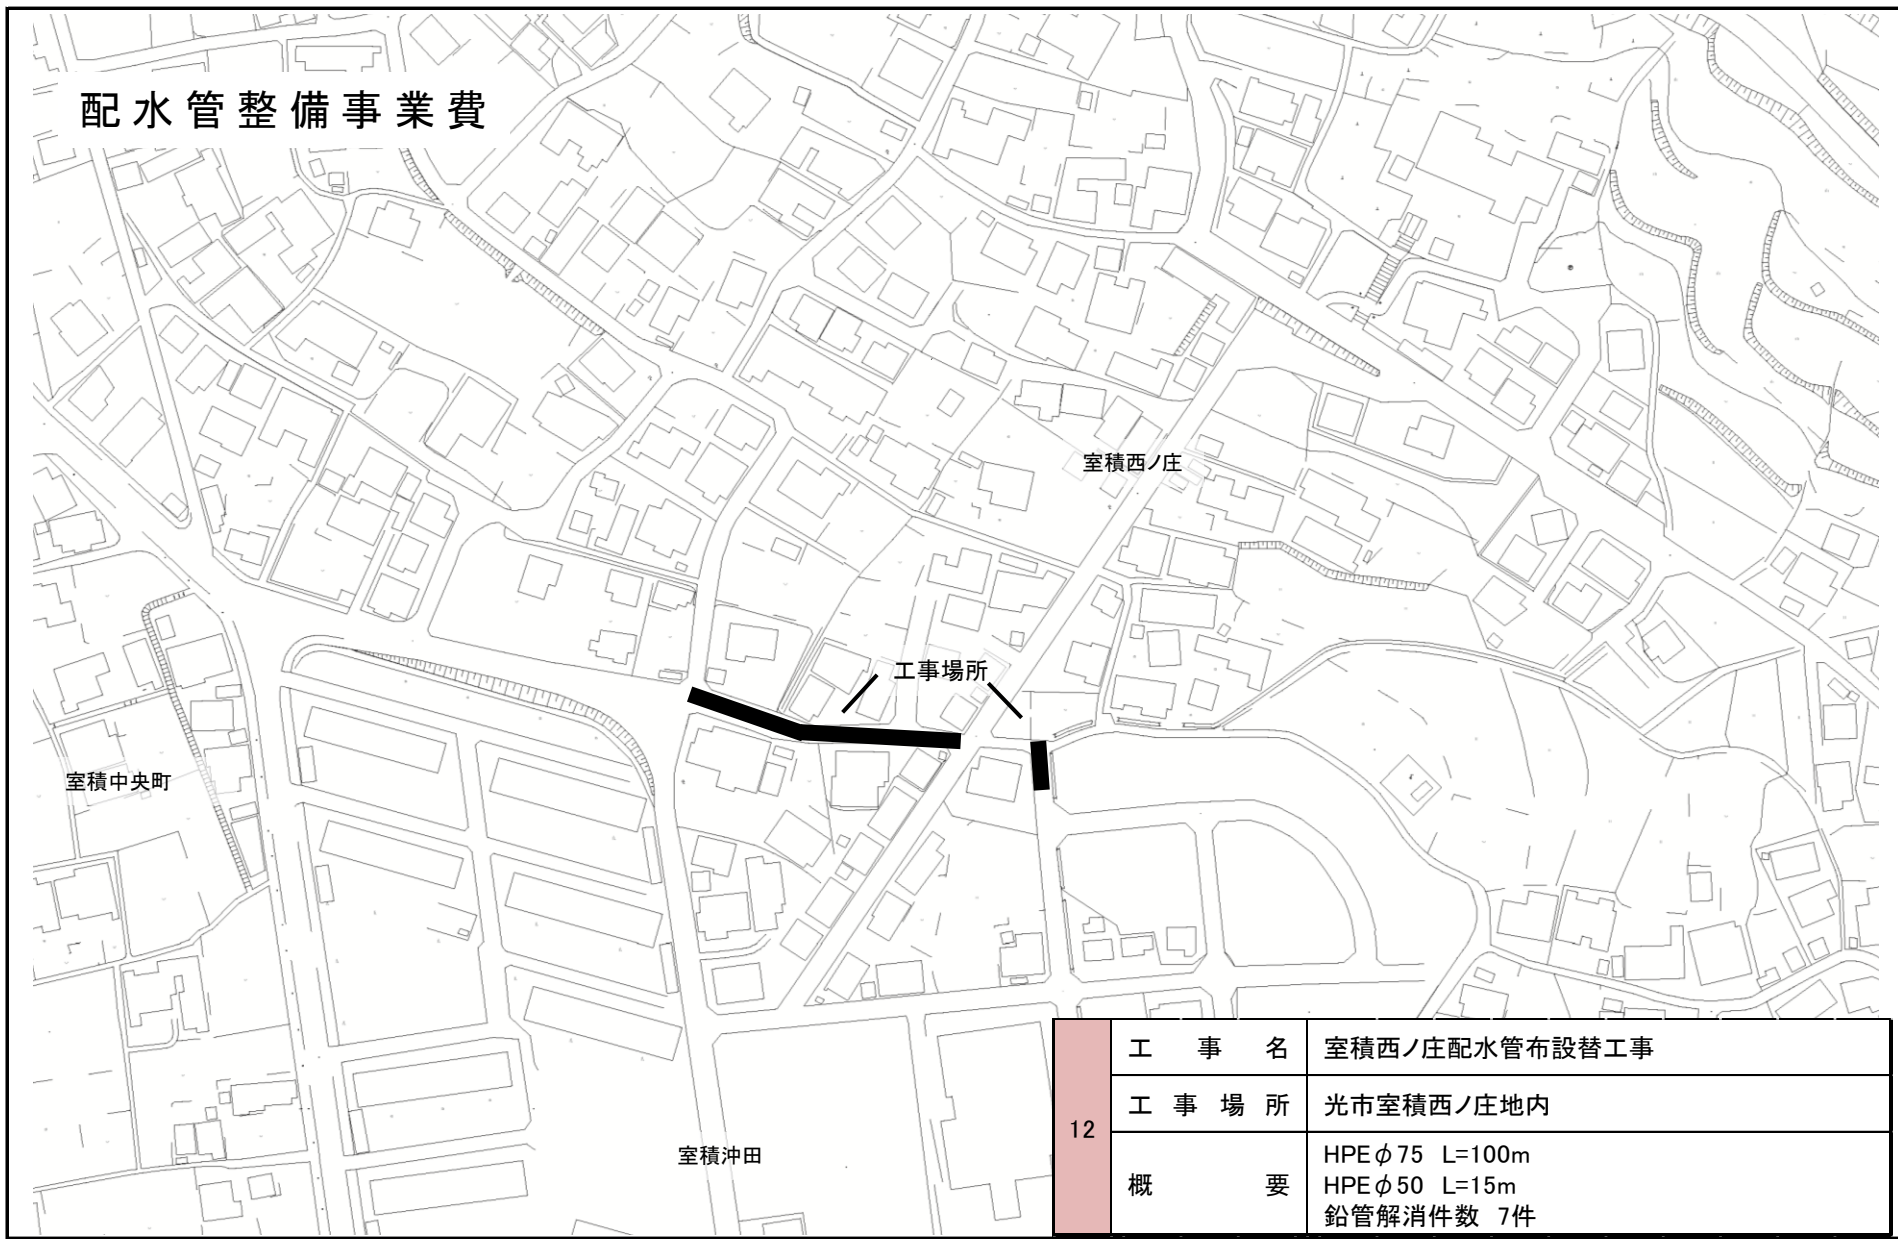 配水管整備事業費
室積西ノ庄
工事場所
室積中央町
室積沖田
12
工事名 室積西ノ庄配水管布設替工事
工事場所 光市室積西ノ庄地内
概要 HPEφ75 L=100m
HPEφ50 L=15m
鉛管解消件数 7件